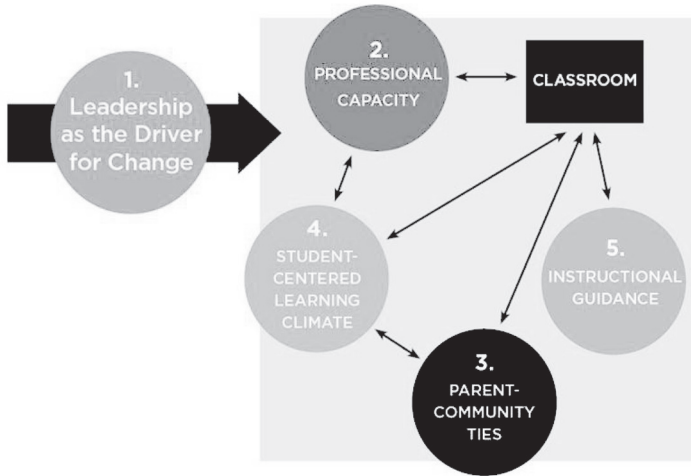 1.
Leadership
as the Driver
for Change
2.
PROFESSIONAL
CAPACITY
CLASSROOM
4.
STUDENT-
CENTERED
LEARNING
CLIMATE
5.
INSTRUCTIONAL
GUIDANCE
3.
PARENT-
COMMUNITY
TIES